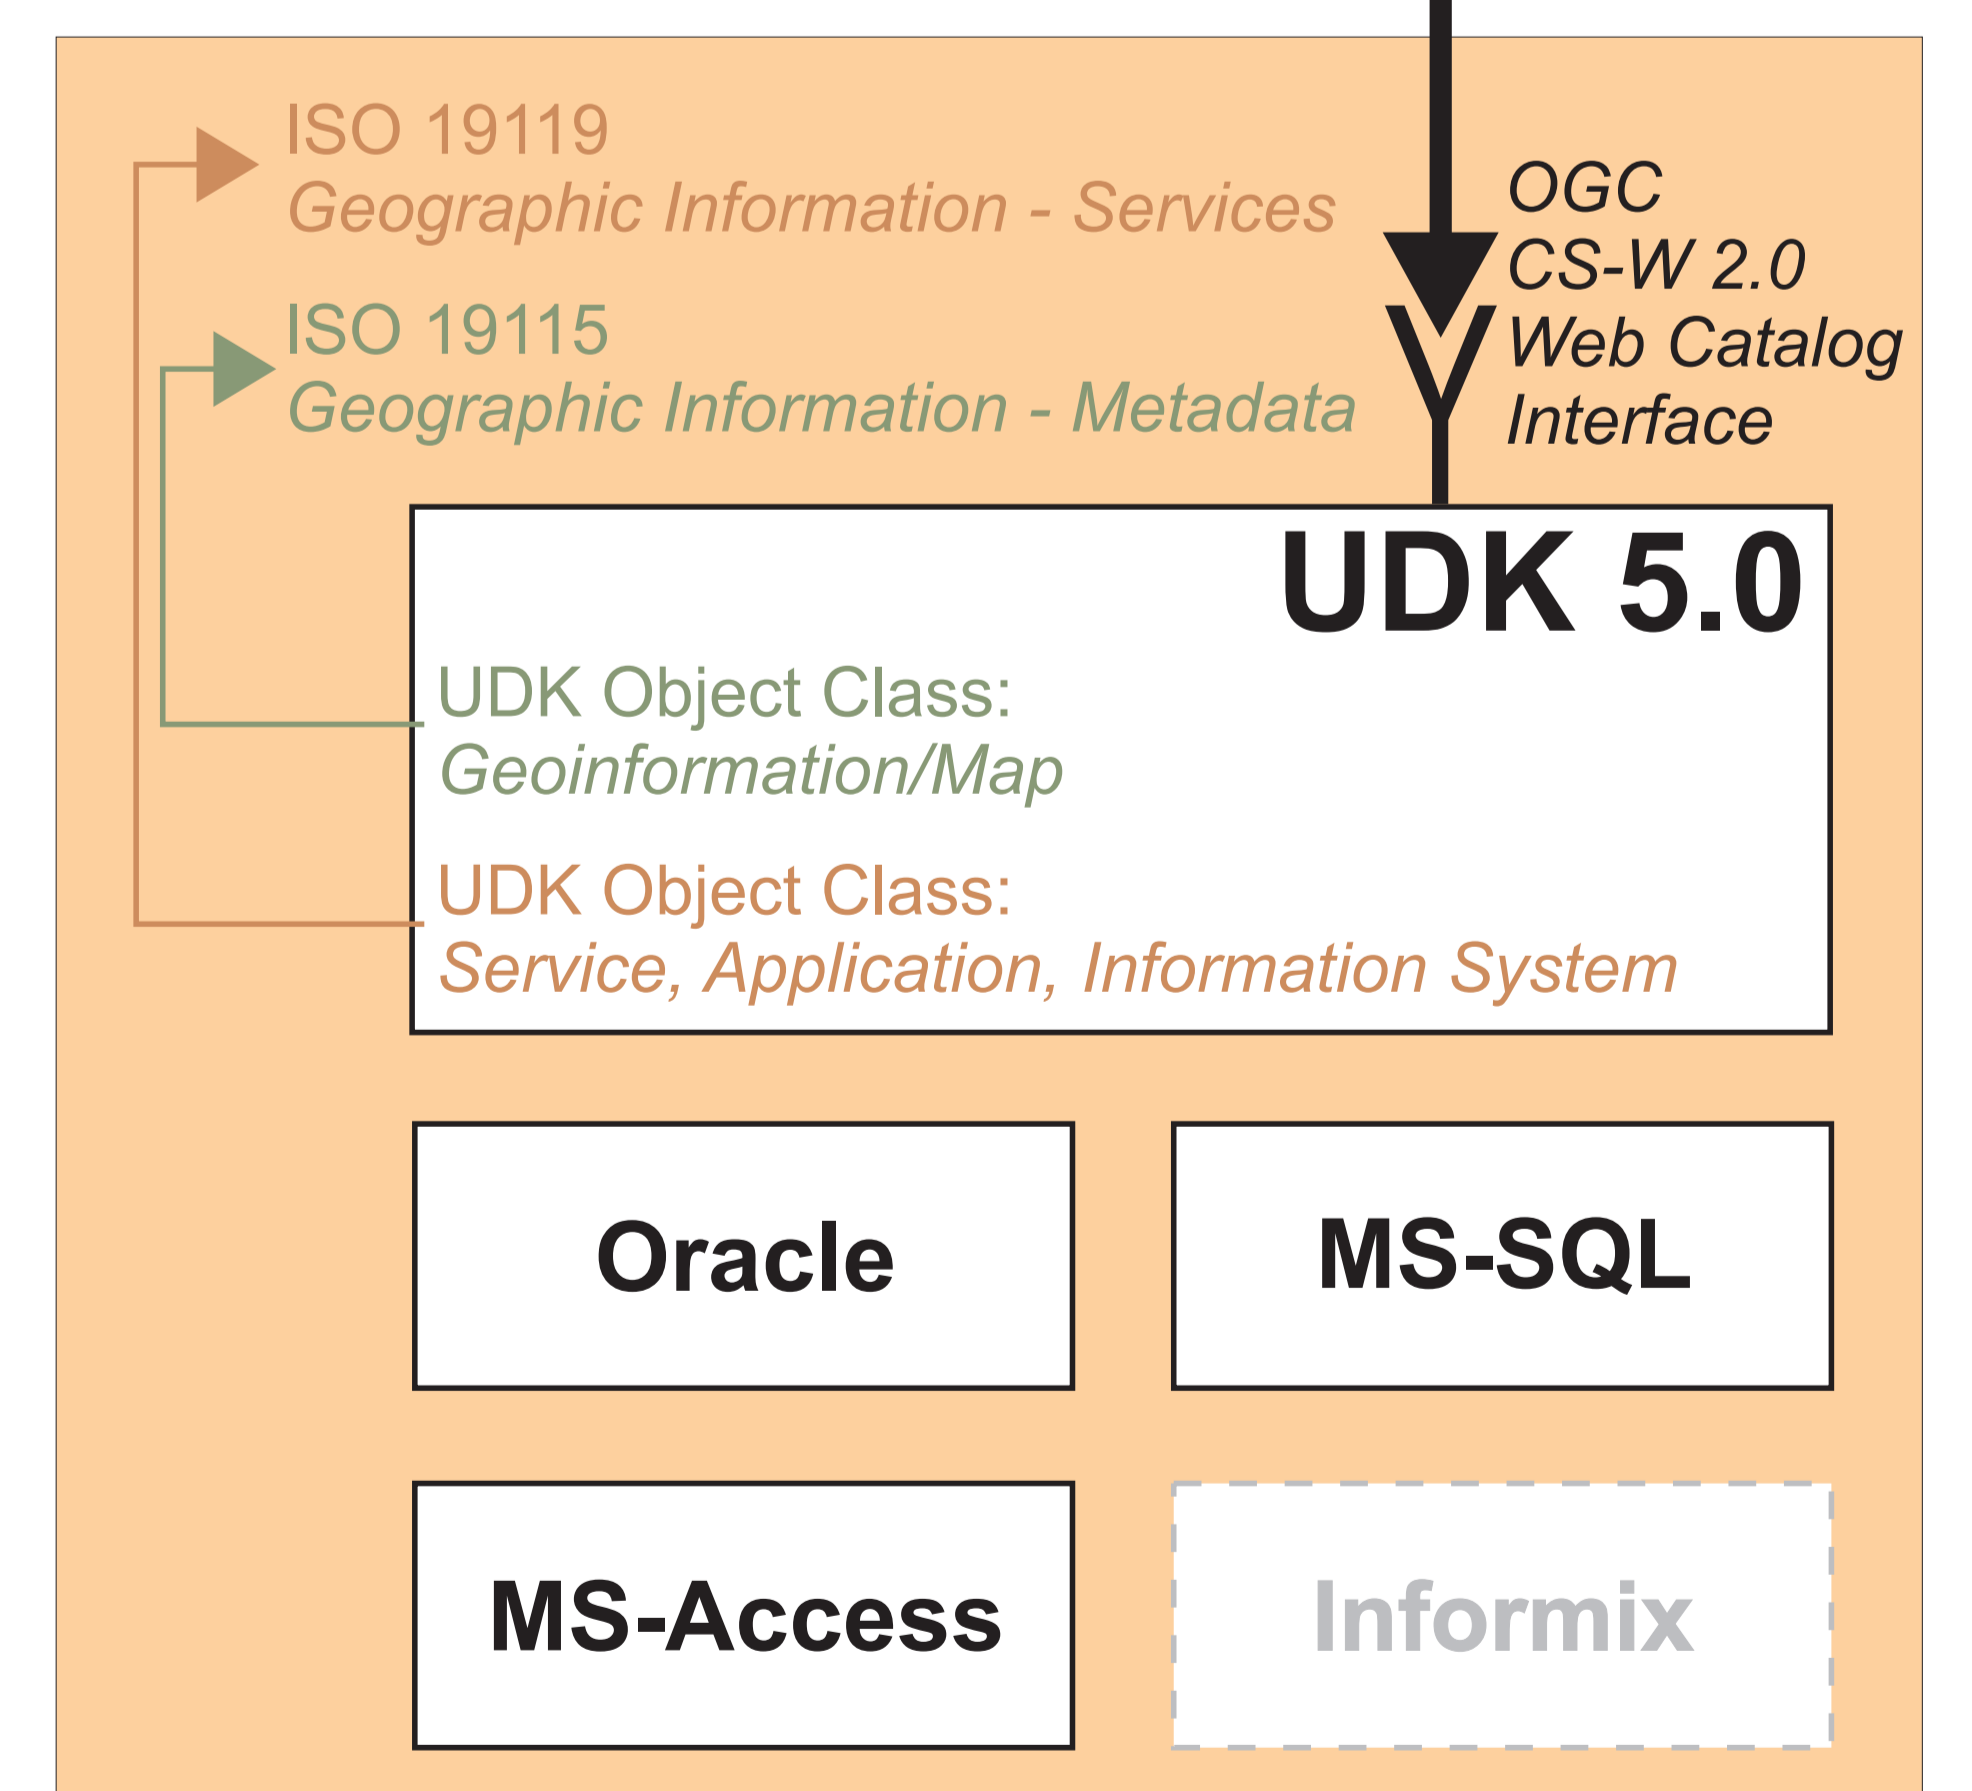 ISO 19119
Geographic Information - Services
ISO 19115
Geographic Information - Metadata
OGC
CS-W 2.0
Web Catalog
Interface
UDK 5.0
UDK Object Class:
Geoinformation/Map
UDK Object Class:
Service, Application, Information System
Oracle
MS-SQL
MS-Access
Informix